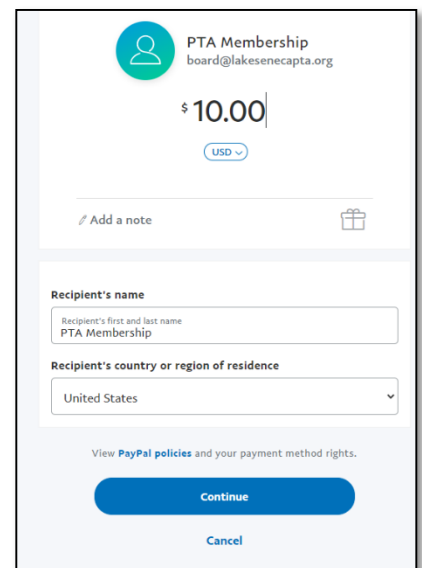 PTA Membership
board@lakesenecapta.org
$ 10.00
USD
Add a note
Recipient's name
Recipient's first and last name
PTA Membership
Recipient's country or region of residence
United States
View PayPal policies and your payment method rights.
Continue
Cancel